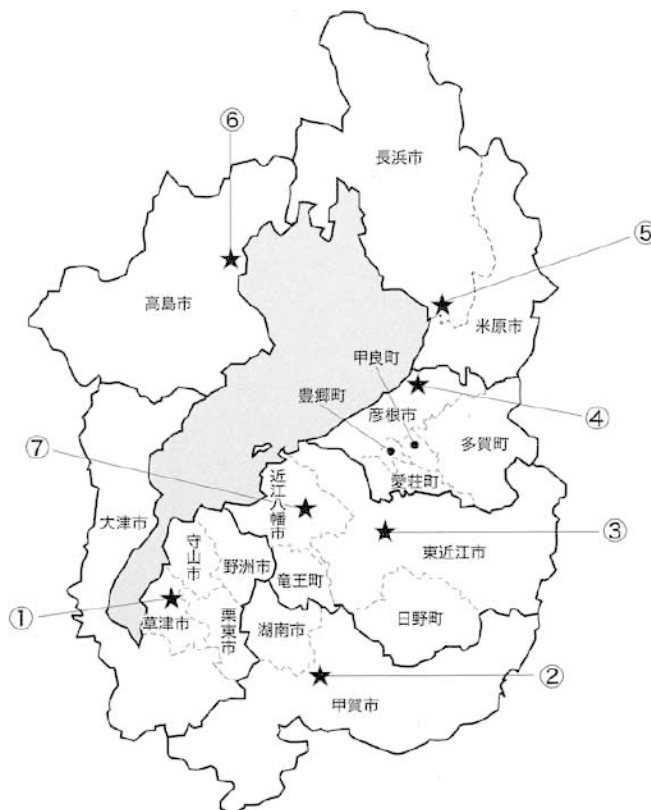 ⑥
長浜市
⑤
高島市
米原市
甲良町
豊郷町
彦根市
④
多賀町
⑦
近江八幡市
愛荘町
大津市
③
東近江市
守山市
野洲市
竜王町
①
草津市
栗東市
湖南市
日野町
②
甲賀市